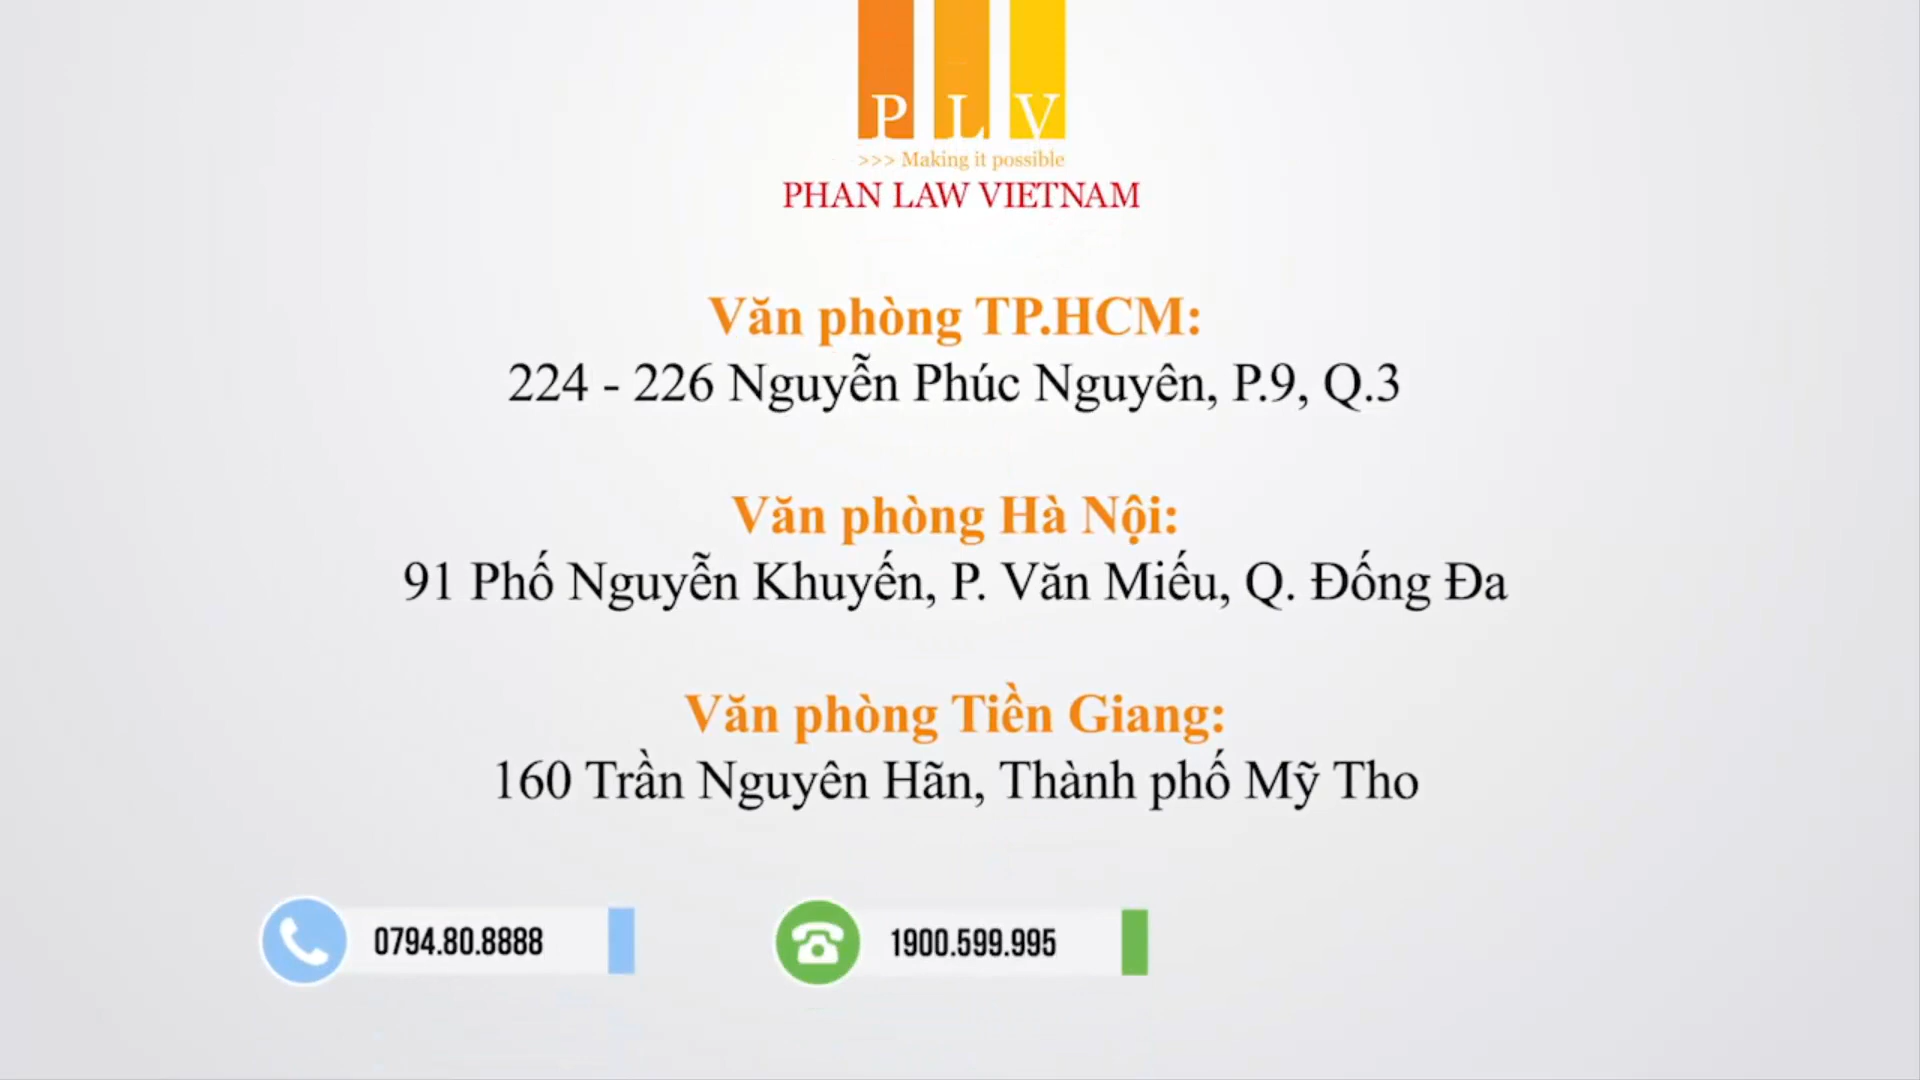 P L V
>>> Making it possible
PHAN LAW VIETNAM
Văn phòng TP.HCM:
224 - 226 Nguyễn Phúc Nguyên, P.9, Q.3
Văn phòng Hà Nội:
91 Phố Nguyễn Khuyến, P. Văn Miếu, Q. Đống Đa
Văn phòng Tiền Giang:
160 Trần Nguyên Hãn, Thành phố Mỹ Tho
0794.80.8888
1900.599.995